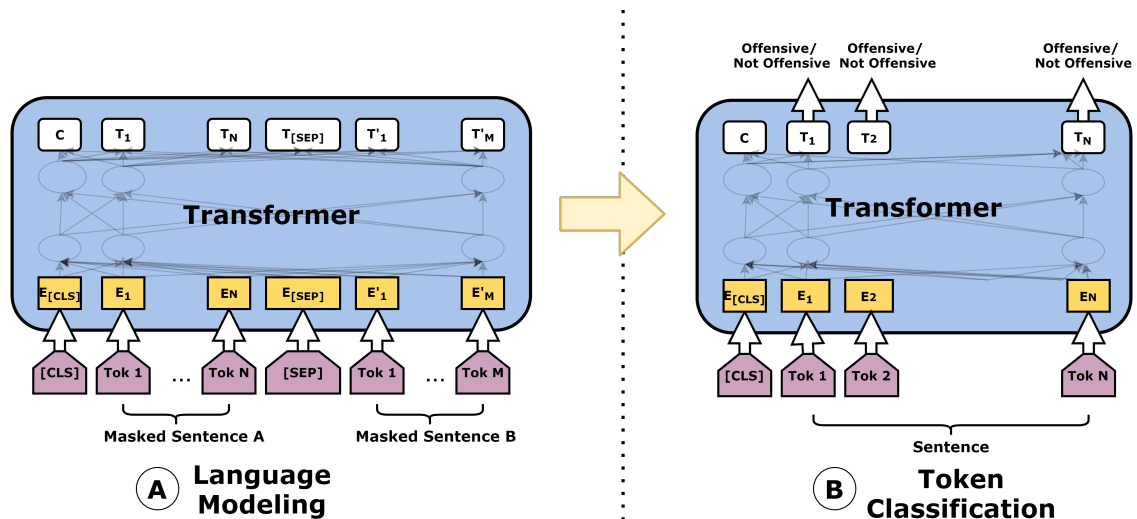 Offensive/
Not Offensive
Offensive/
Not Offensive
Offensive/
Not Offensive
C
T1
TN
T[SEP]
T'1
T'M
Transformer
E[CLS]
E1
EN
E[SEP]
E'1
E'M
[CLS]
Tok 1
...
Tok N
[SEP]
Tok 1
...
Tok M
Masked Sentence A
Masked Sentence B
A
Language
Modeling
C
T1
T2
TN
Transformer
E[CLS]
E1
E2
EN
[CLS]
Tok 1
Tok 2
Tok N
Sentence
B
Token
Classification